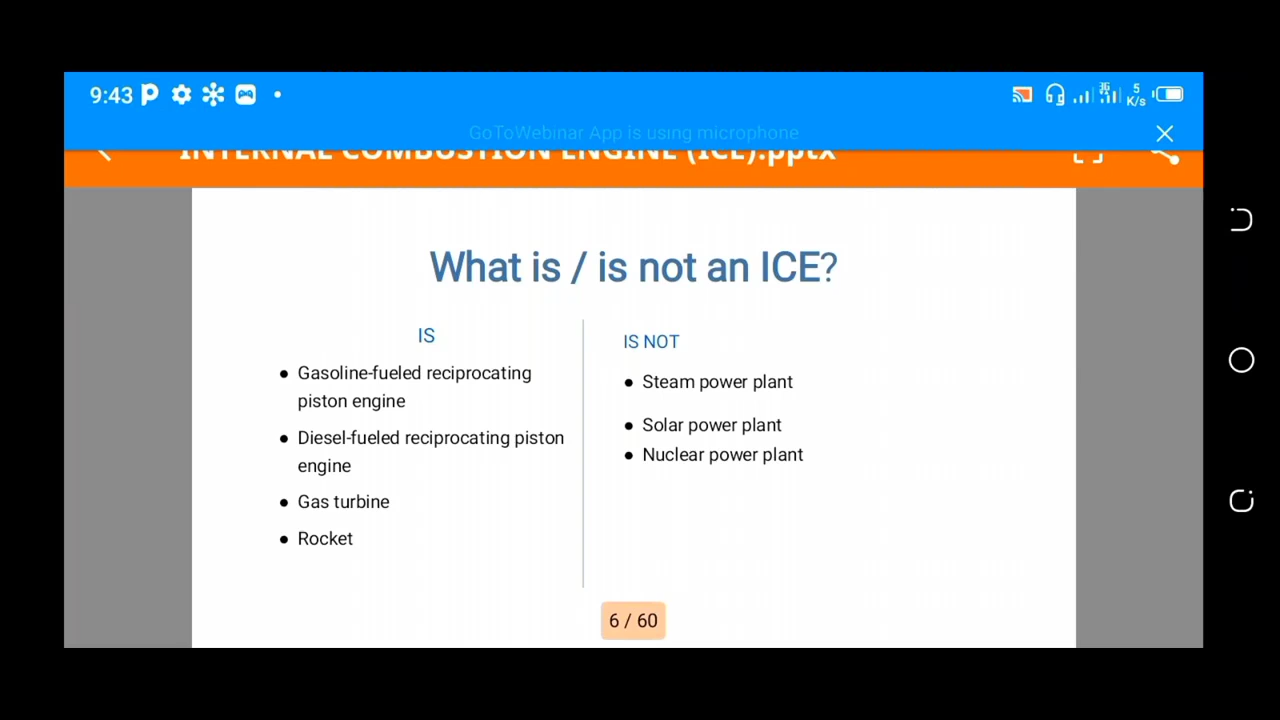 9:43
3G 5
K/s
GoToWebinar App is using microphone
INTERNAL COMBUSTION ENGINE (ICE).pptx
What is / is not an ICE?
IS
● Gasoline-fueled reciprocating
piston engine
● Diesel-fueled reciprocating piston
engine
● Gas turbine
● Rocket
IS NOT
● Steam power plant
● Solar power plant
● Nuclear power plant
6 / 60